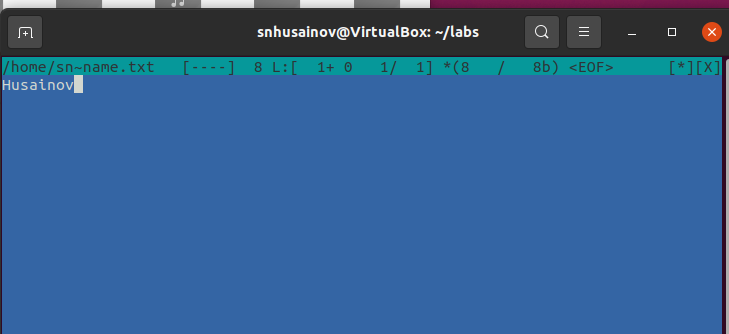 snhusainov@VirtualBox: ~/labs
/home/sn~name.txt   [----]  8 L:[  1+ 0   1/  1] *(8   /   8b) <EOF>      [*][X]
Husainov